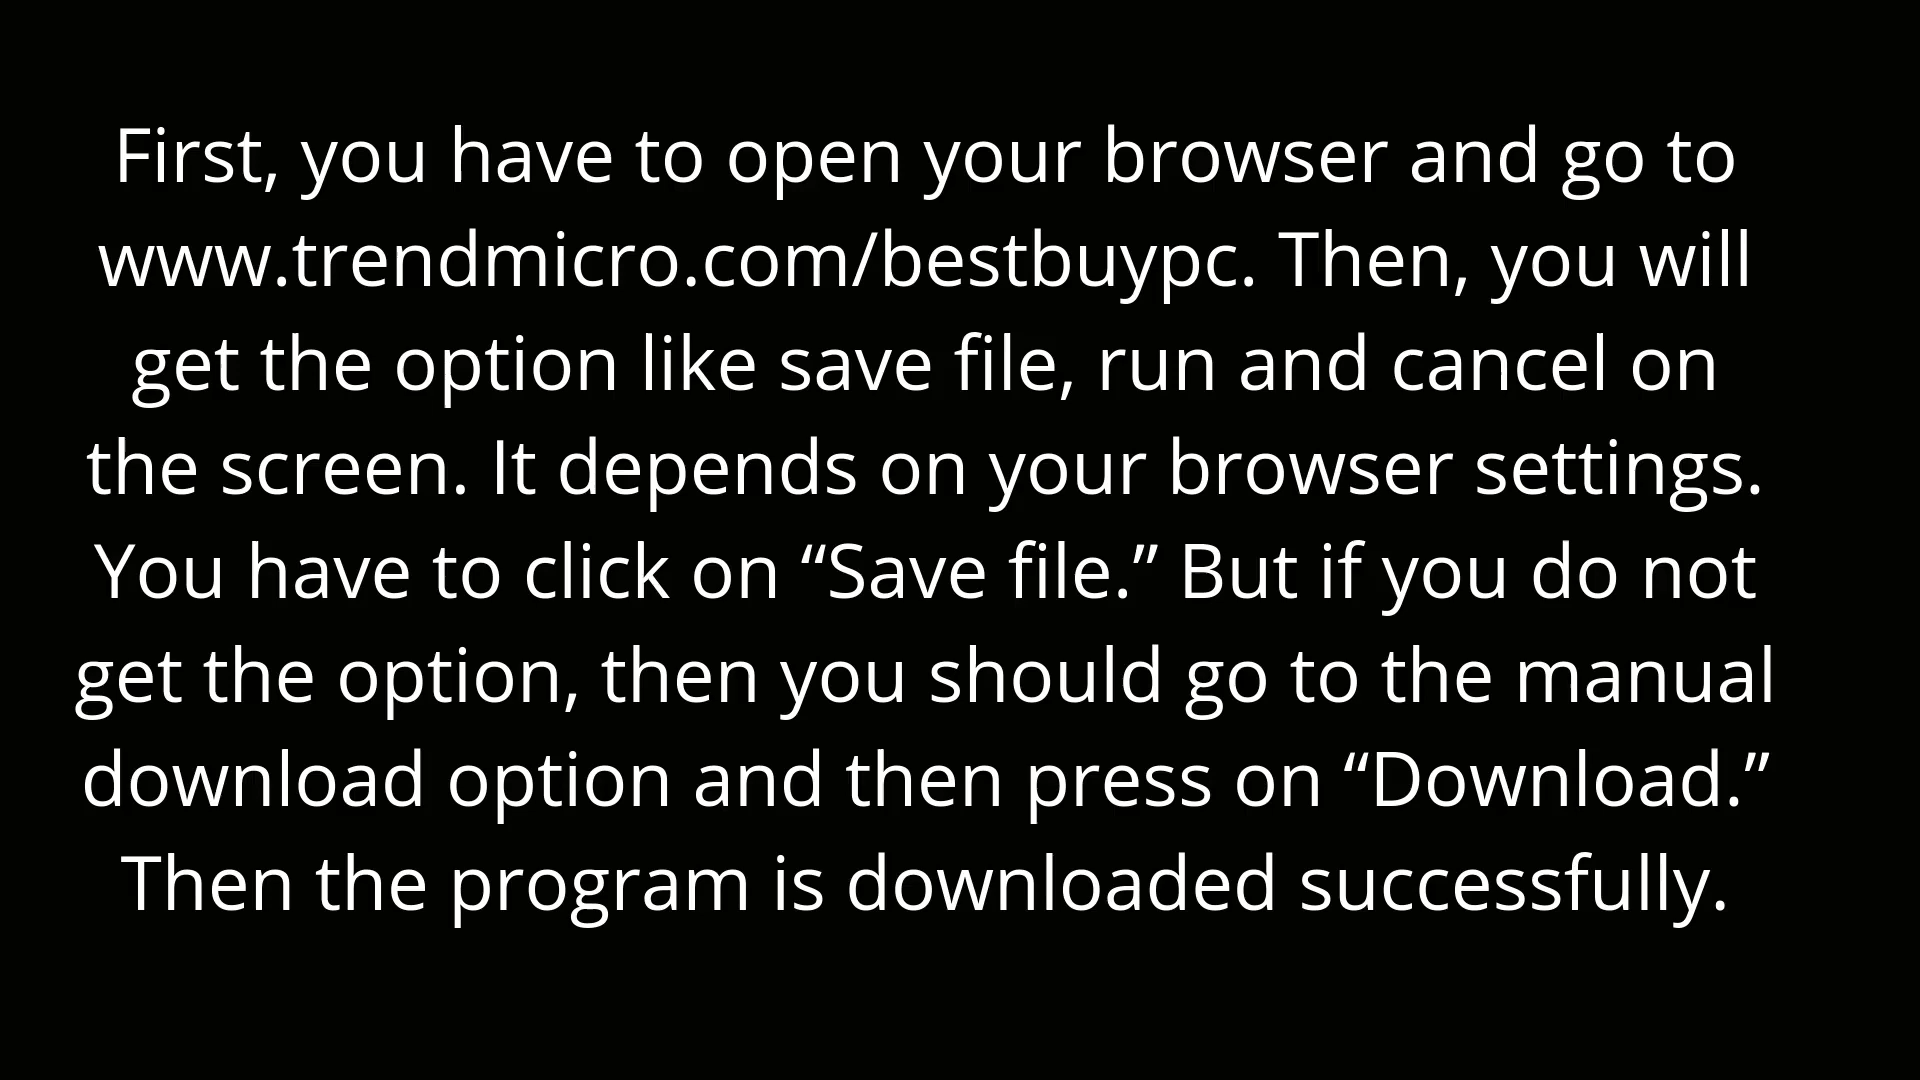 First, you have to open your browser and go to
www.trendmicro.com/bestbuypc. Then, you will
get the option like save file, run and cancel on
the screen. It depends on your browser settings.
You have to click on “Save file.” But if you do not
get the option, then you should go to the manual
download option and then press on “Download.”
Then the program is downloaded successfully.